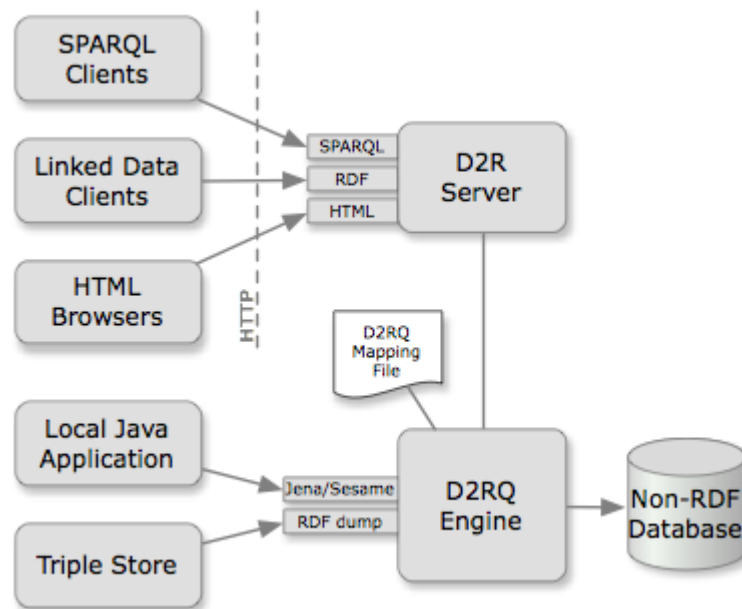 SPARQL
Clients
Linked Data
Clients
HTML
Browsers
HTTP
SPARQL
RDF
HTML
D2R
Server
D2RQ
Mapping
File
Local Java
Application
Triple Store
Jena/Sesame
RDF dump
D2RQ
Engine
Non-RDF
Database